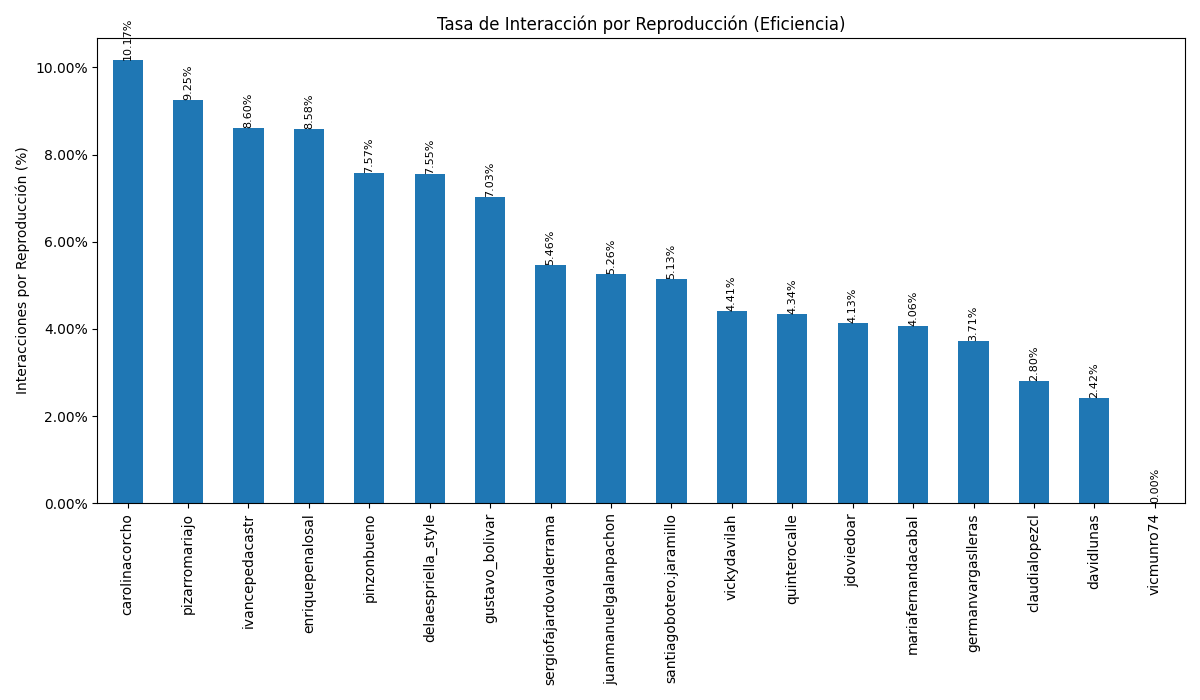 Tasa de Interacción por Reproducción (Eficiencia)
Interacciones por Reproducción (%)
10.00%
8.00%
6.00%
4.00%
2.00%
0.00%
10.17%
9.25%
8.60%
8.58%
7.57%
7.55%
7.03%
5.46%
5.26%
5.13%
4.41%
4.34%
4.13%
4.06%
3.71%
2.80%
2.42%
0.00%
carolinacorcho
pizarromariajo
ivancepedacastr
enriquepenalosal
pinzonbueno
delaespriella_style
gustavo_bolivar
sergiofajardovalderrama
juanmanuelgalanpachon
santiagobotero.jaramillo
vickydavilah
quinterocalle
jdoviedoar
mariafernandacabal
germanvargaslleras
claudialopezcl
davidlunas
vicmunro74